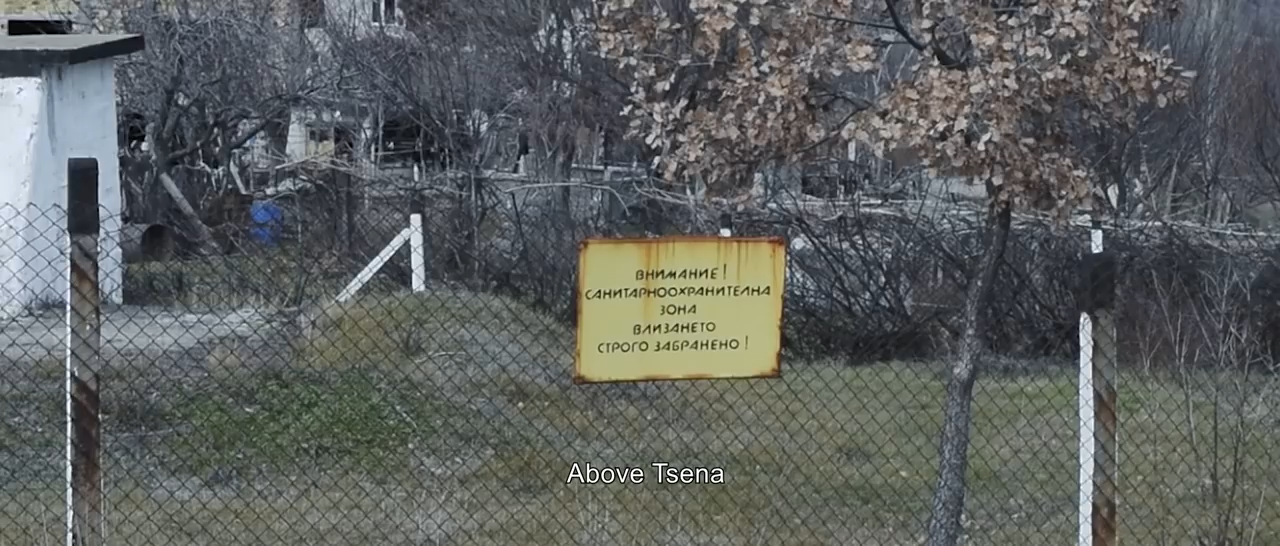 ВНИМАНИЕ!
САНИТАРНООХРАНИТЕЛНА
ЗОНА
ВЛИЗАНЕТО
СТРОГО ЗАБРАНЕНО!
Above Tsena